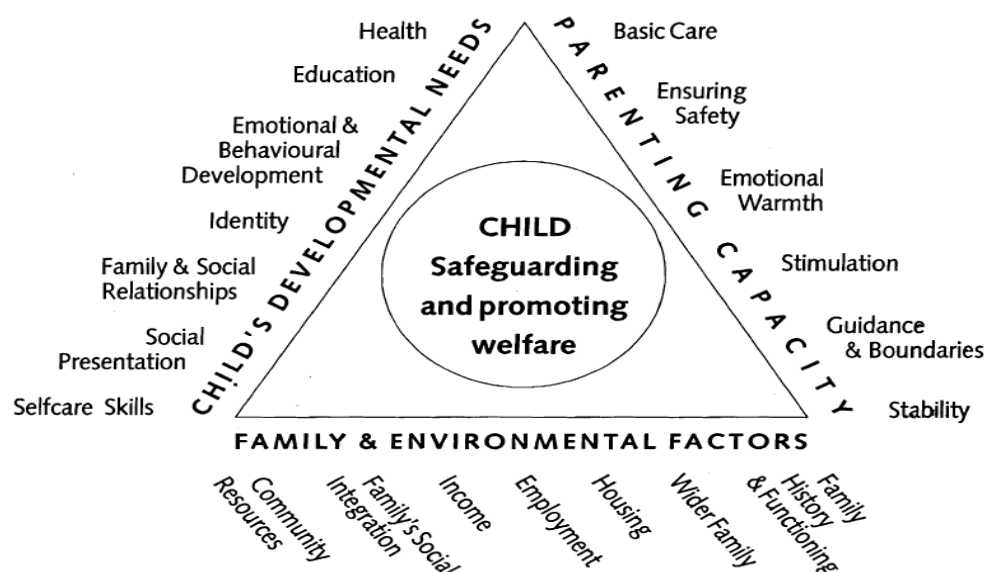 Health
Education
Emotional &
Behavioural
Development
Identity
Family & Social
Relationships
Social
Presentation
Selfcare Skills
CHILD'S DEVELOPMENTAL NEEDS
PARENTING CAPACITY
Basic Care
Ensuring
Safety
Emotional
Warmth
Stimulation
Guidance
& Boundaries
Stability
CHILD
Safeguarding
and promoting
welfare
FAMILY & ENVIRONMENTAL FACTORS
Community
Resources
Family's Social
Integration
Income
Employment
Housing
Wider Family
Family
History
& Functioning